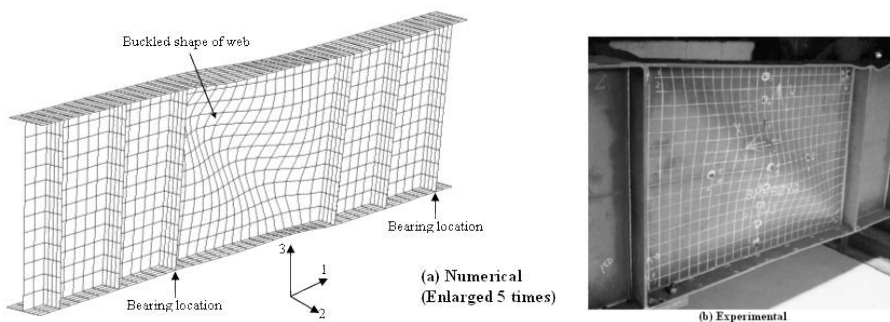 Buckled shape of web
Bearing location
3
1
2
Bearing location
(a) Numerical
(Enlarged 5 times)
(b) Experimental